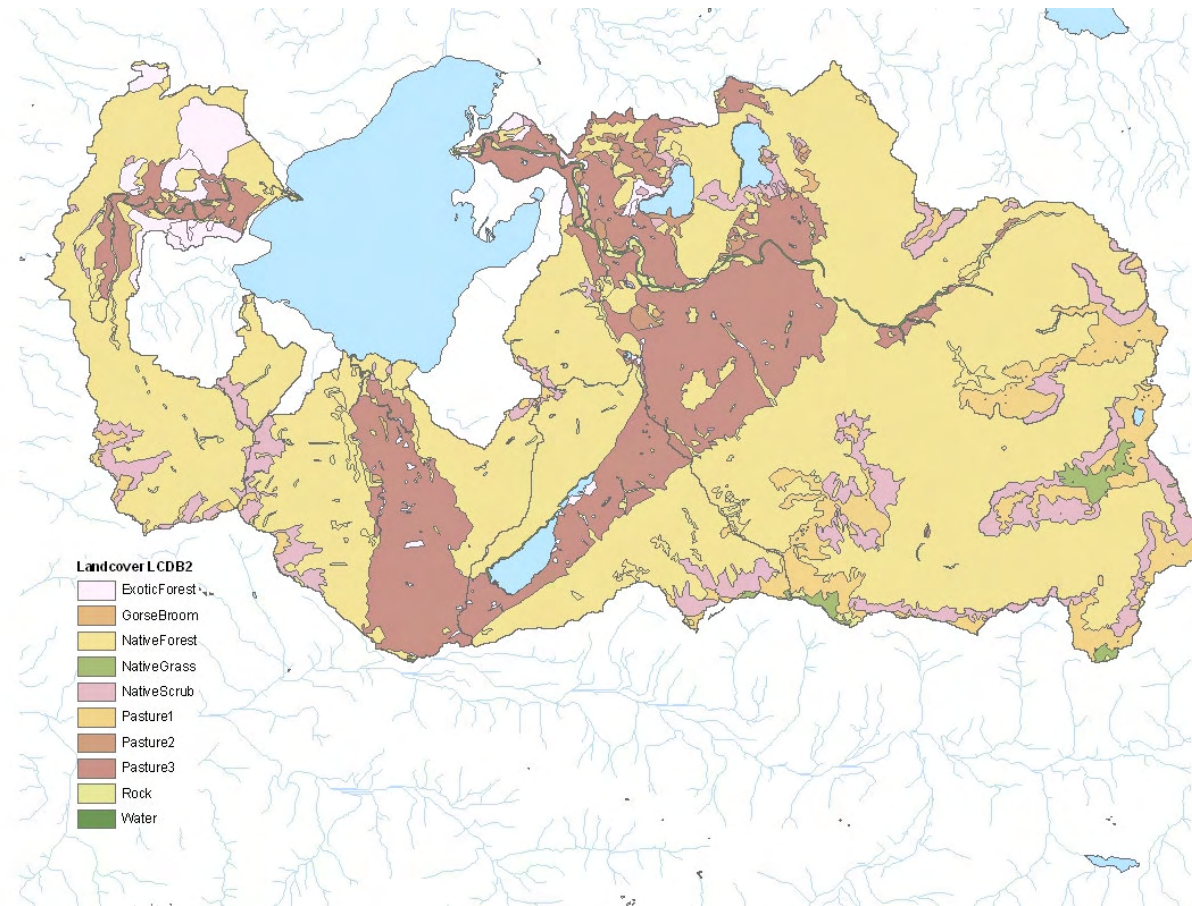 Landcover LCDB2
ExoticForest
GorseBroom
NativeForest
NativeGrass
NativeScrub
Pasture1
Pasture2
Pasture3
Rock
Water